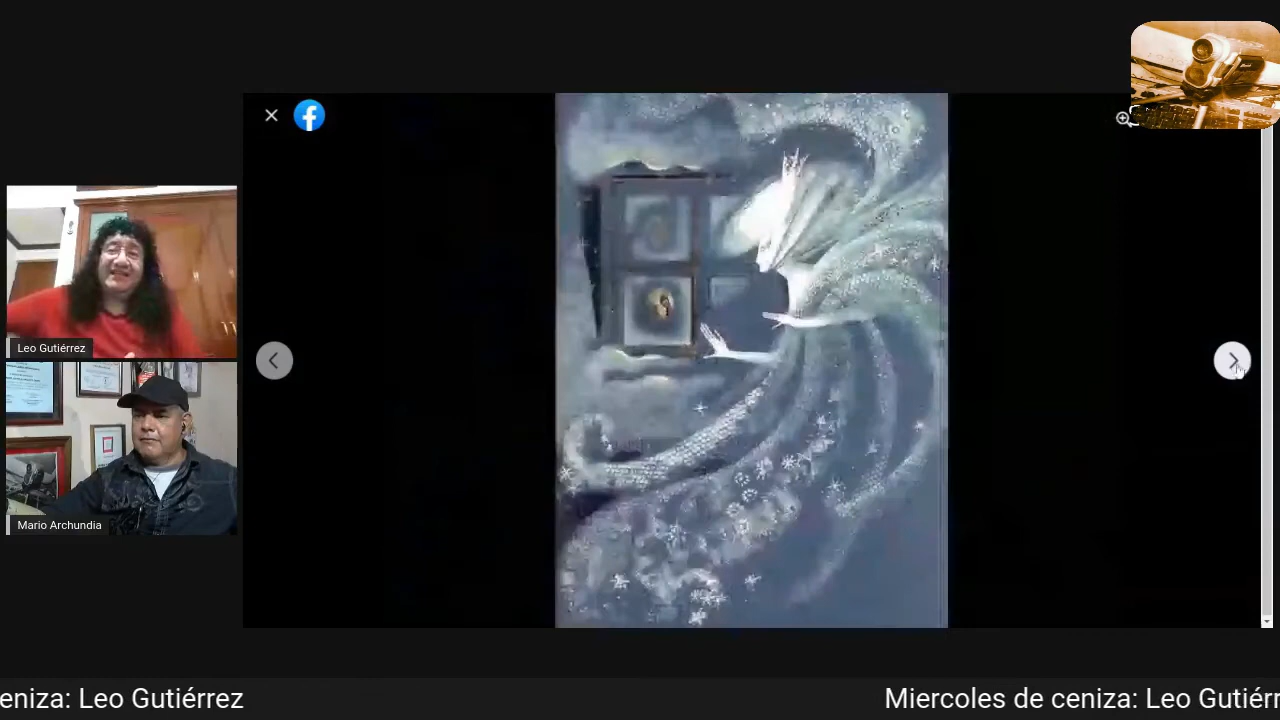 Leo Gutiérrez
Mario Archundia
eniza: Leo Gutiérrez
Miercoles de ceniza: Leo Gutiérr